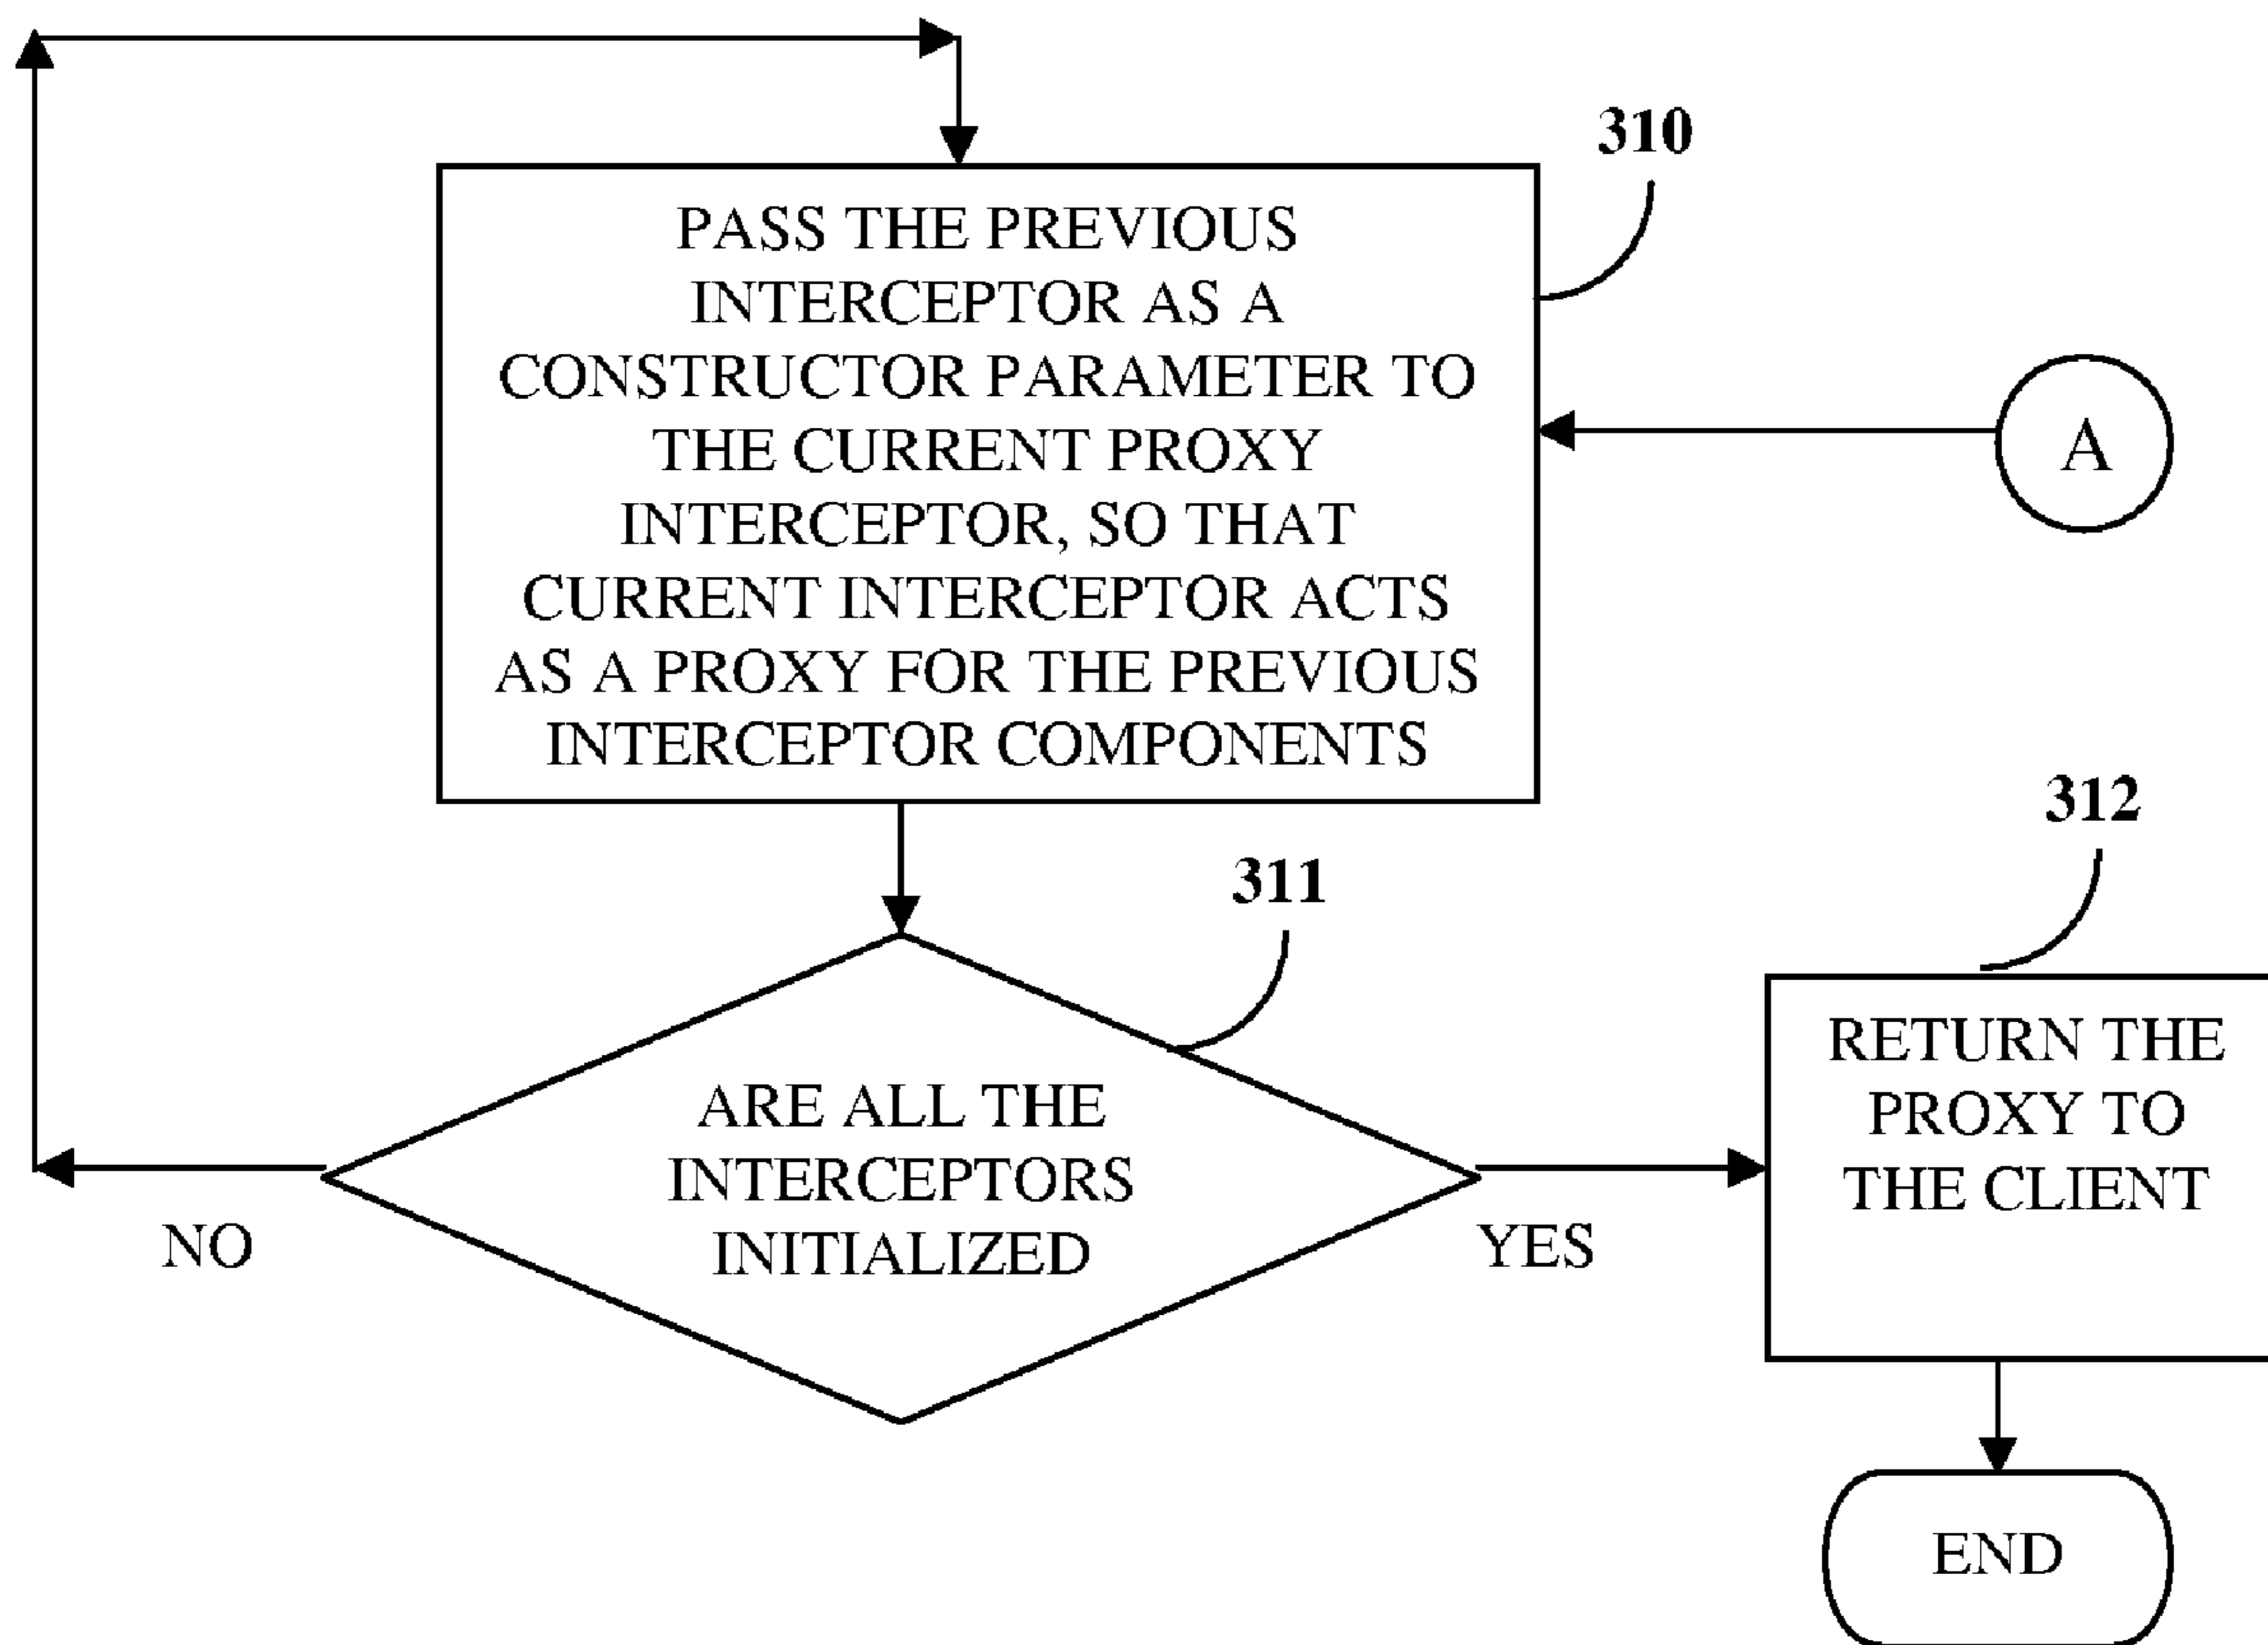 310
PASS THE PREVIOUS
INTERCEPTOR AS A
CONSTRUCTOR PARAMETER TO
THE CURRENT PROXY
INTERCEPTOR, SO THAT
CURRENT INTERCEPTOR ACTS
AS A PROXY FOR THE PREVIOUS
INTERCEPTOR COMPONENTS
A
311
ARE ALL THE
INTERCEPTORS
INITIALIZED
NO
YES
312
RETURN THE
PROXY TO
THE CLIENT
END